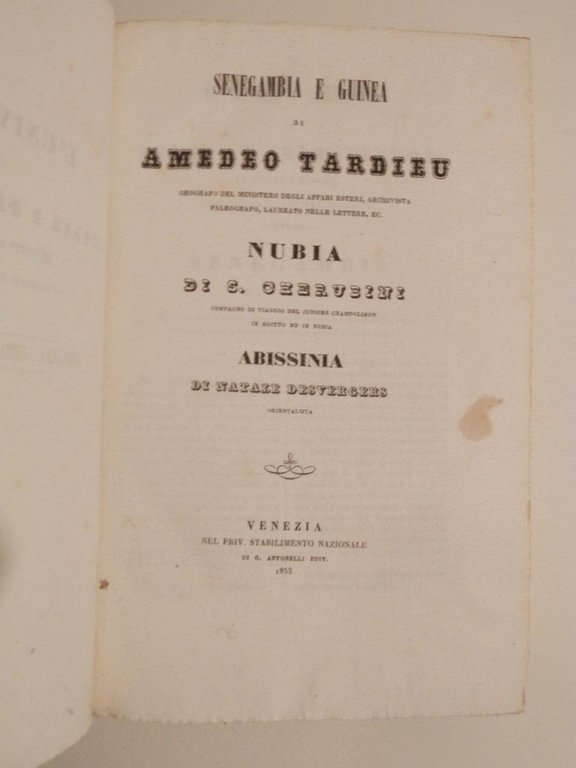 SENEGAMBIA E GUINEA
DI
AMEDEO TARDIEU
GEOGRAFO DEL MINISTERO DEGLI AFFARI ESTERI, ARCHIVISTA
PALEOGRAFO, LAUREATO NELLE LETTERE, EC.
NUBIA
DI S. CHERUBINI
COMPAGNO DI VIAGGIO DEL JUNIORE CHAMPOLLION
IN EGITTO ED IN NUBIA
ABISSINIA
DI NATALE DESVERGERS
ORIENTALISTA
VENEZIA
NEL PRIV. STABILIMENTO NAZIONALE
DI G. ANTONELLI EDIT.
1853